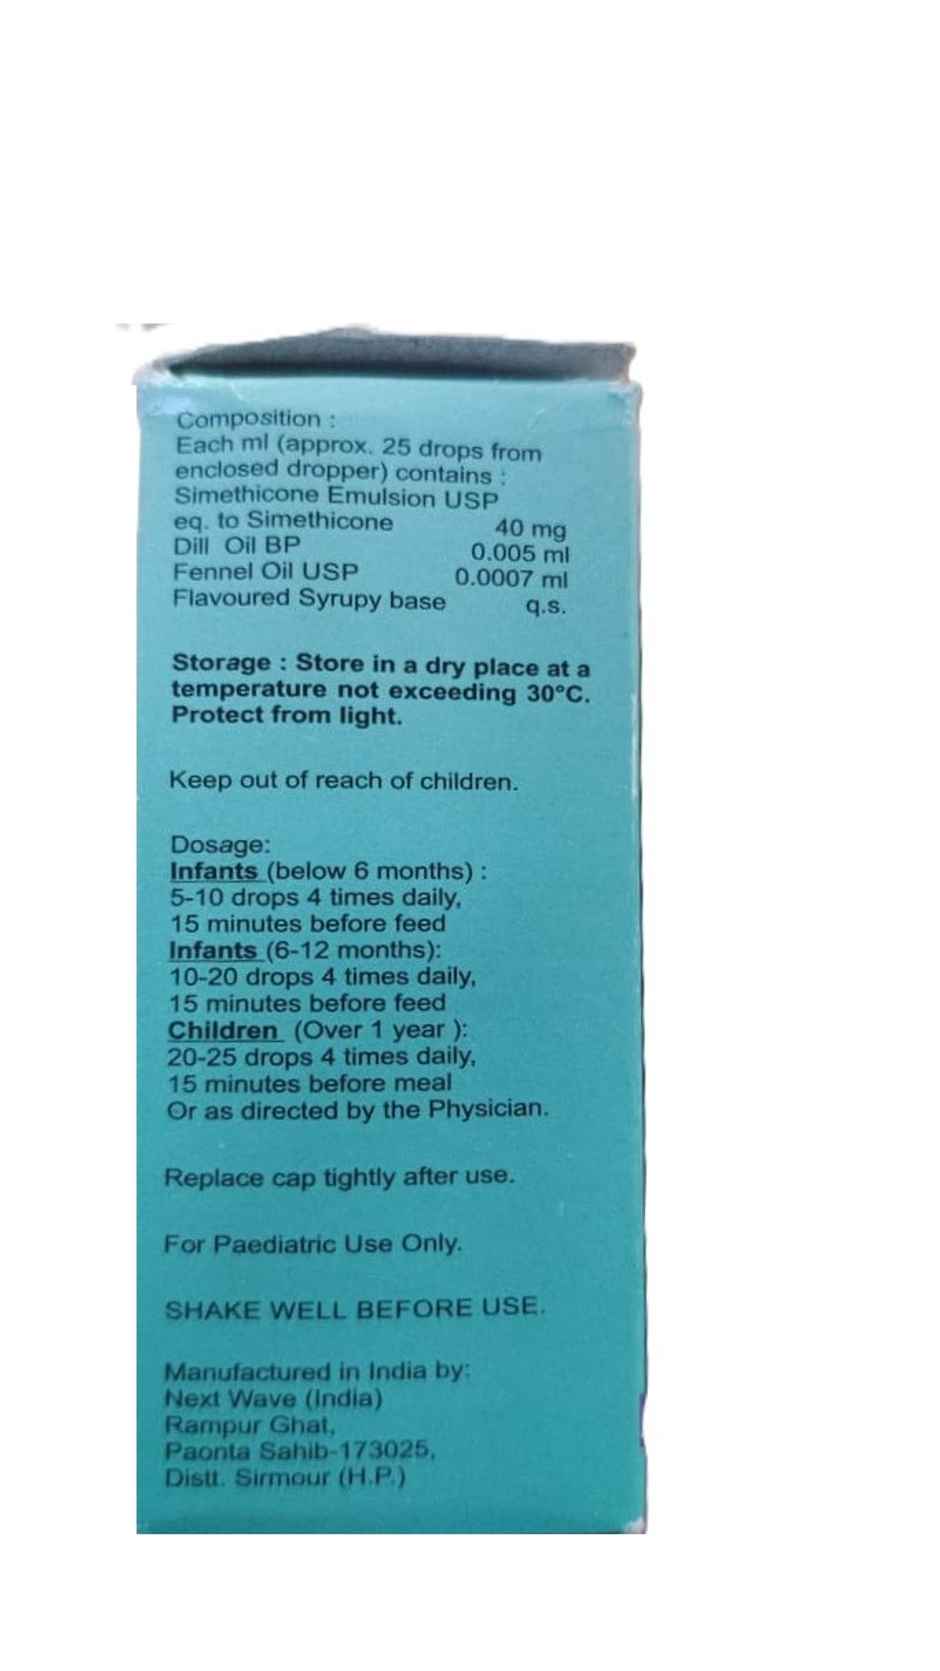 Composition :
Each ml (approx. 25 drops from
enclosed dropper) contains :
Simethicone Emulsion USP
eq. to Simethicone 40 mg
Dill Oil BP 0.005 ml
Fennel Oil USP 0.0007 ml
Flavoured Syrupy base q.s.
Storage : Store in a dry place at a
temperature not exceeding 30°C.
Protect from light.
Keep out of reach of children.
Dosage:
Infants (below 6 months) :
5-10 drops 4 times daily,
15 minutes before feed
Infants (6-12 months):
10-20 drops 4 times daily,
15 minutes before feed
Children (Over 1 year ):
20-25 drops 4 times daily,
15 minutes before meal
Or as directed by the Physician.
Replace cap tightly after use.
For Paediatric Use Only.
SHAKE WELL BEFORE USE.
Manufactured in India by:
Next Wave (India)
Rampur Ghat,
Paonta Sahib-173025,
Distt. Sirmour (H.P.)